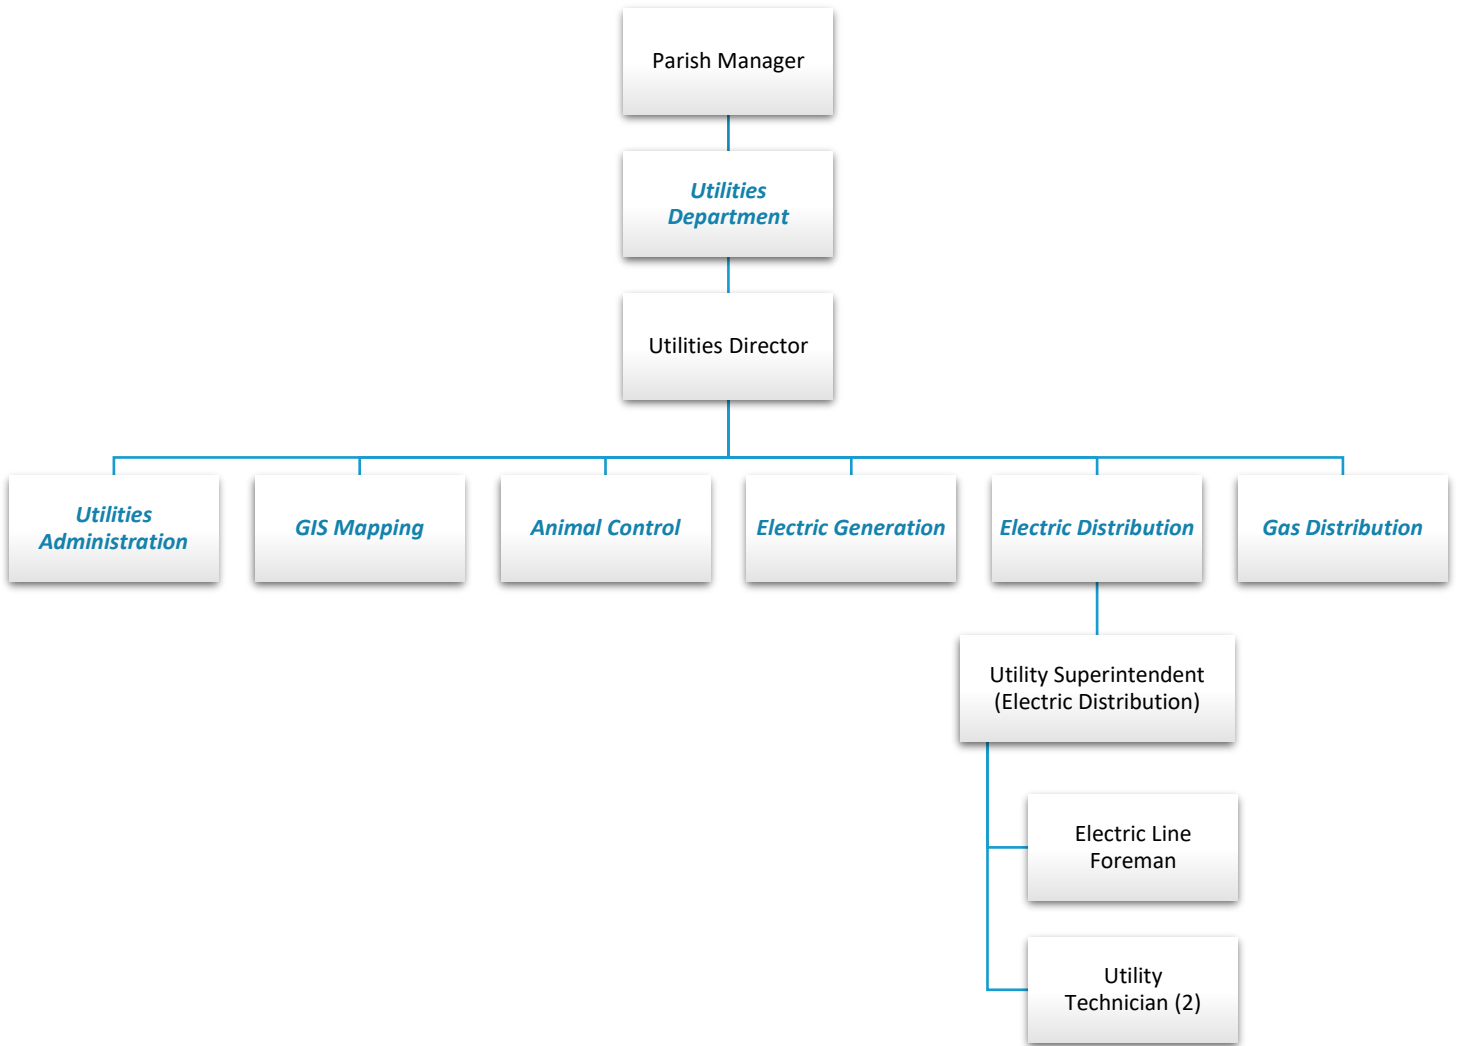 Parish Manager
Utilities
Department
Utilities Director
Utilities
Administration
GIS Mapping
Animal Control
Electric Generation
Electric Distribution
Gas Distribution
Utility Superintendent
(Electric Distribution)
Electric Line
Foreman
Utility
Technician (2)